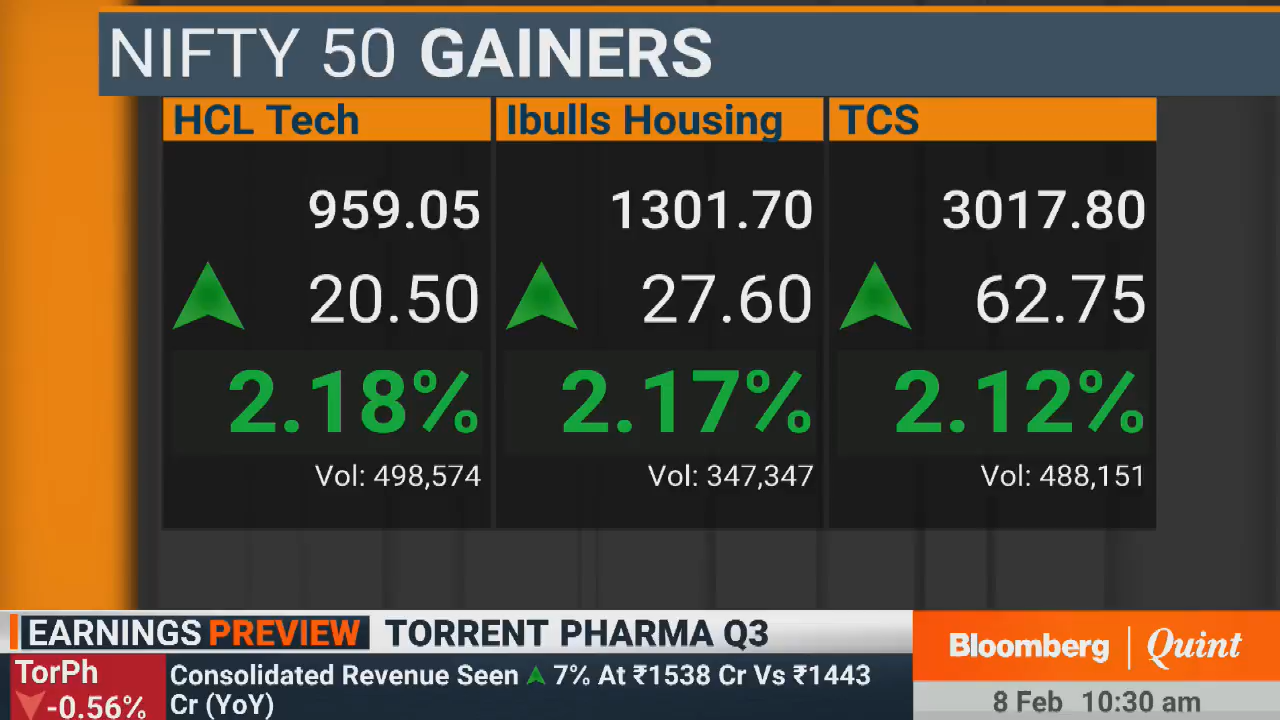 NIFTY 50 GAINERS
HCL Tech
959.05
20.50
2.18%
Vol: 498,574
Ibulls Housing
1301.70
27.60
2.17%
Vol: 347,347
TCS
3017.80
62.75
2.12%
Vol: 488,151
EARNINGS PREVIEW TORRENT PHARMA Q3
TorPh
-0.56%
Consolidated Revenue Seen ▲ 7% At ₹1538 Cr Vs ₹1443
Cr (YoY)
Bloomberg | Quint
8 Feb 10:30 am